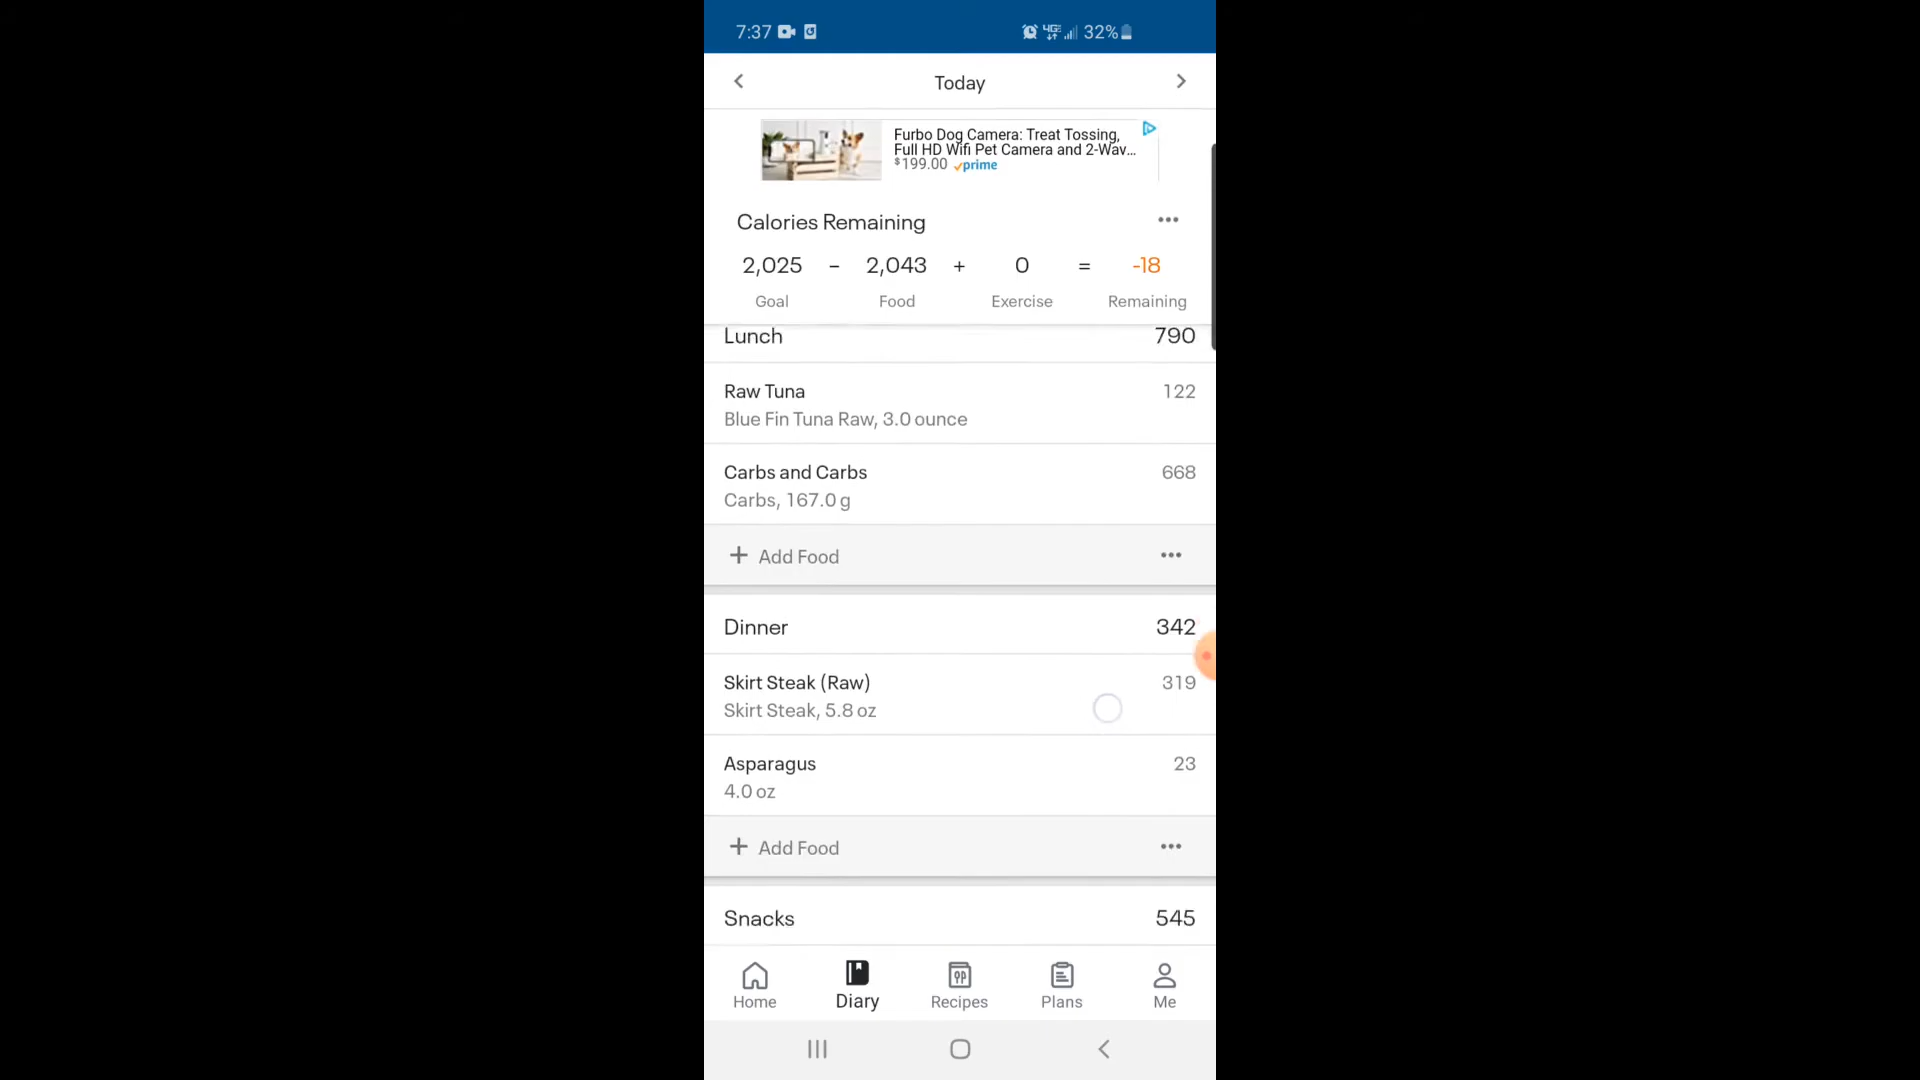 7:37 32%
Today
Furbo Dog Camera: Treat Tossing,
Full HD Wifi Pet Camera and 2-Wav...
$199.00 prime
Calories Remaining
2,025 - 2,043 + 0 = -18
Goal Food Exercise Remaining
Lunch 790
Raw Tuna 122
Blue Fin Tuna Raw, 3.0 ounce
Carbs and Carbs 668
Carbs, 167.0 g
+ Add Food
Dinner 342
Skirt Steak (Raw) 319
Skirt Steak, 5.8 oz
Asparagus 23
4.0 oz
+ Add Food
Snacks 545
Home Diary Recipes Plans Me